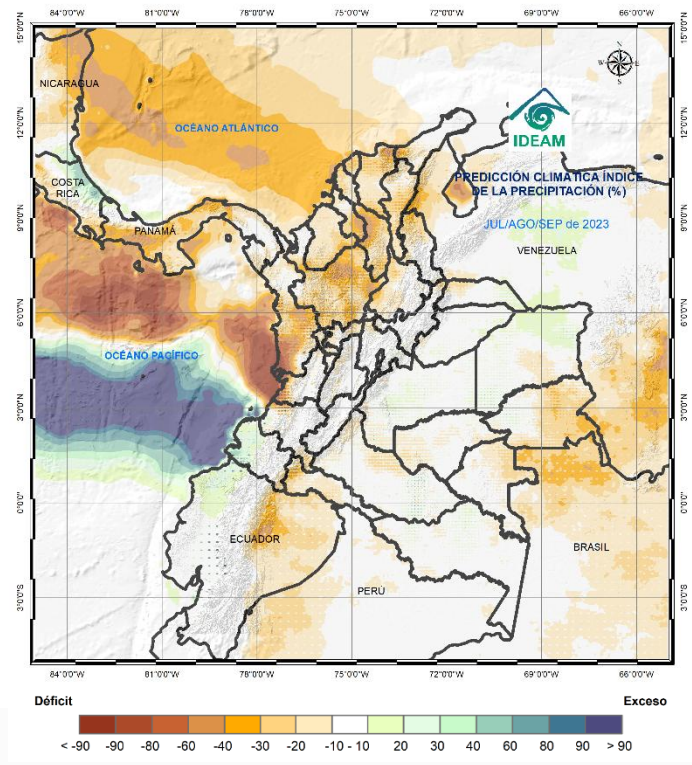 84°0'0"W 81°0'0"W 78°0'0"W 75°0'0"W 72°0'0"W 69°0'0"W 66°0'0"W
15°0'0"N
12°0'0"N
9°0'0"N
6°0'0"N
3°0'0"N
0°0'0"
3°0'0"S
N
W E
S
NICARAGUA
OCÉANO ATLÁNTICO
IDEAM
PREDICCIÓN CLIMÁTICA ÍNDICE
DE LA PRECIPITACIÓN (%)
JUL/AGO/SEP de 2023
COSTA
RICA
PANAMÁ
VENEZUELA
OCÉANO PACÍFICO
ECUADOR
BRASIL
PERÚ
15°0'0"N
12°0'0"N
9°0'0"N
6°0'0"N
3°0'0"N
0°0'0"
3°0'0"S
84°0'0"W 81°0'0"W 78°0'0"W 75°0'0"W 72°0'0"W 69°0'0"W 66°0'0"W
Déficit Exceso
< -90 -90 -80 -60 -40 -30 -20 -10 - 10 20 30 40 60 80 90 > 90